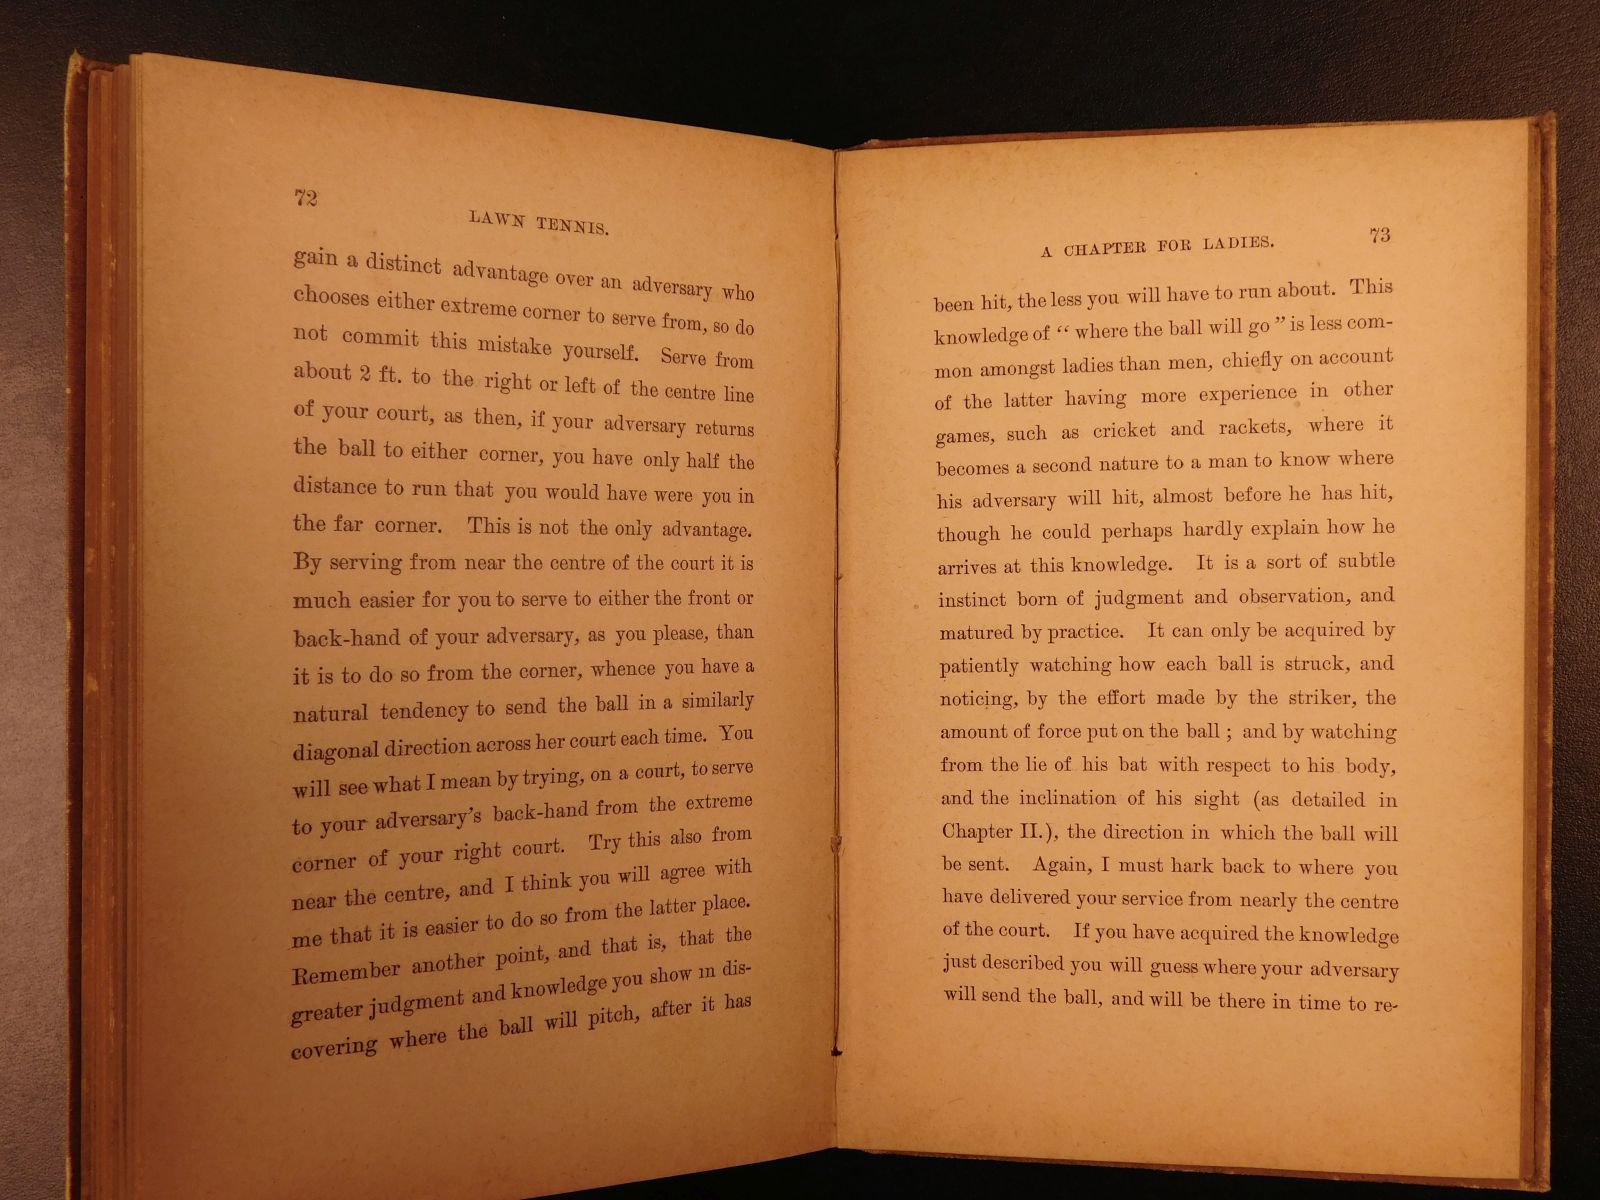 72
LAWN TENNIS.
gain a distinct advantage over an adversary who
chooses either extreme corner to serve from, so do
not commit this mistake yourself. Serve from
about 2 ft. to the right or left of the centre line
of your court, as then, if your adversary returns
the ball to either corner, you have only half the
distance to run that you would have were you in
the far corner. This is not the only advantage.
By serving from near the centre of the court it is
much easier for you to serve to either the front or
back-hand of your adversary, as you please, than
it is to do so from the corner, whence you have a
natural tendency to send the ball in a similarly
diagonal direction across her court each time. You
will see what I mean by trying, on a court, to serve
to your adversary's back-hand from the extreme
corner of your right court. Try this also from
near the centre, and I think you will agree with
me that it is easier to do so from the latter place.
Remember another point, and that is, that the
greater judgment and knowledge you show in dis-
covering where the ball will pitch, after it has
A CHAPTER FOR LADIES.
73
been hit, the less you will have to run about. This
knowledge of “ where the ball will go ” is less com-
mon amongst ladies than men, chiefly on account
of the latter having more experience in other
games, such as cricket and rackets, where it
becomes a second nature to a man to know where
his adversary will hit, almost before he has hit,
though he could perhaps hardly explain how he
arrives at this knowledge. It is a sort of subtle
instinct born of judgment and observation, and
matured by practice. It can only be acquired by
patiently watching how each ball is struck, and
noticing, by the effort made by the striker, the
amount of force put on the ball ; and by watching
from the lie of his bat with respect to his body,
and the inclination of his sight (as detailed in
Chapter II.), the direction in which the ball will
be sent. Again, I must hark back to where you
have delivered your service from nearly the centre
of the court. If you have acquired the knowledge
just described you will guess where your adversary
will send the ball, and will be there in time to re-